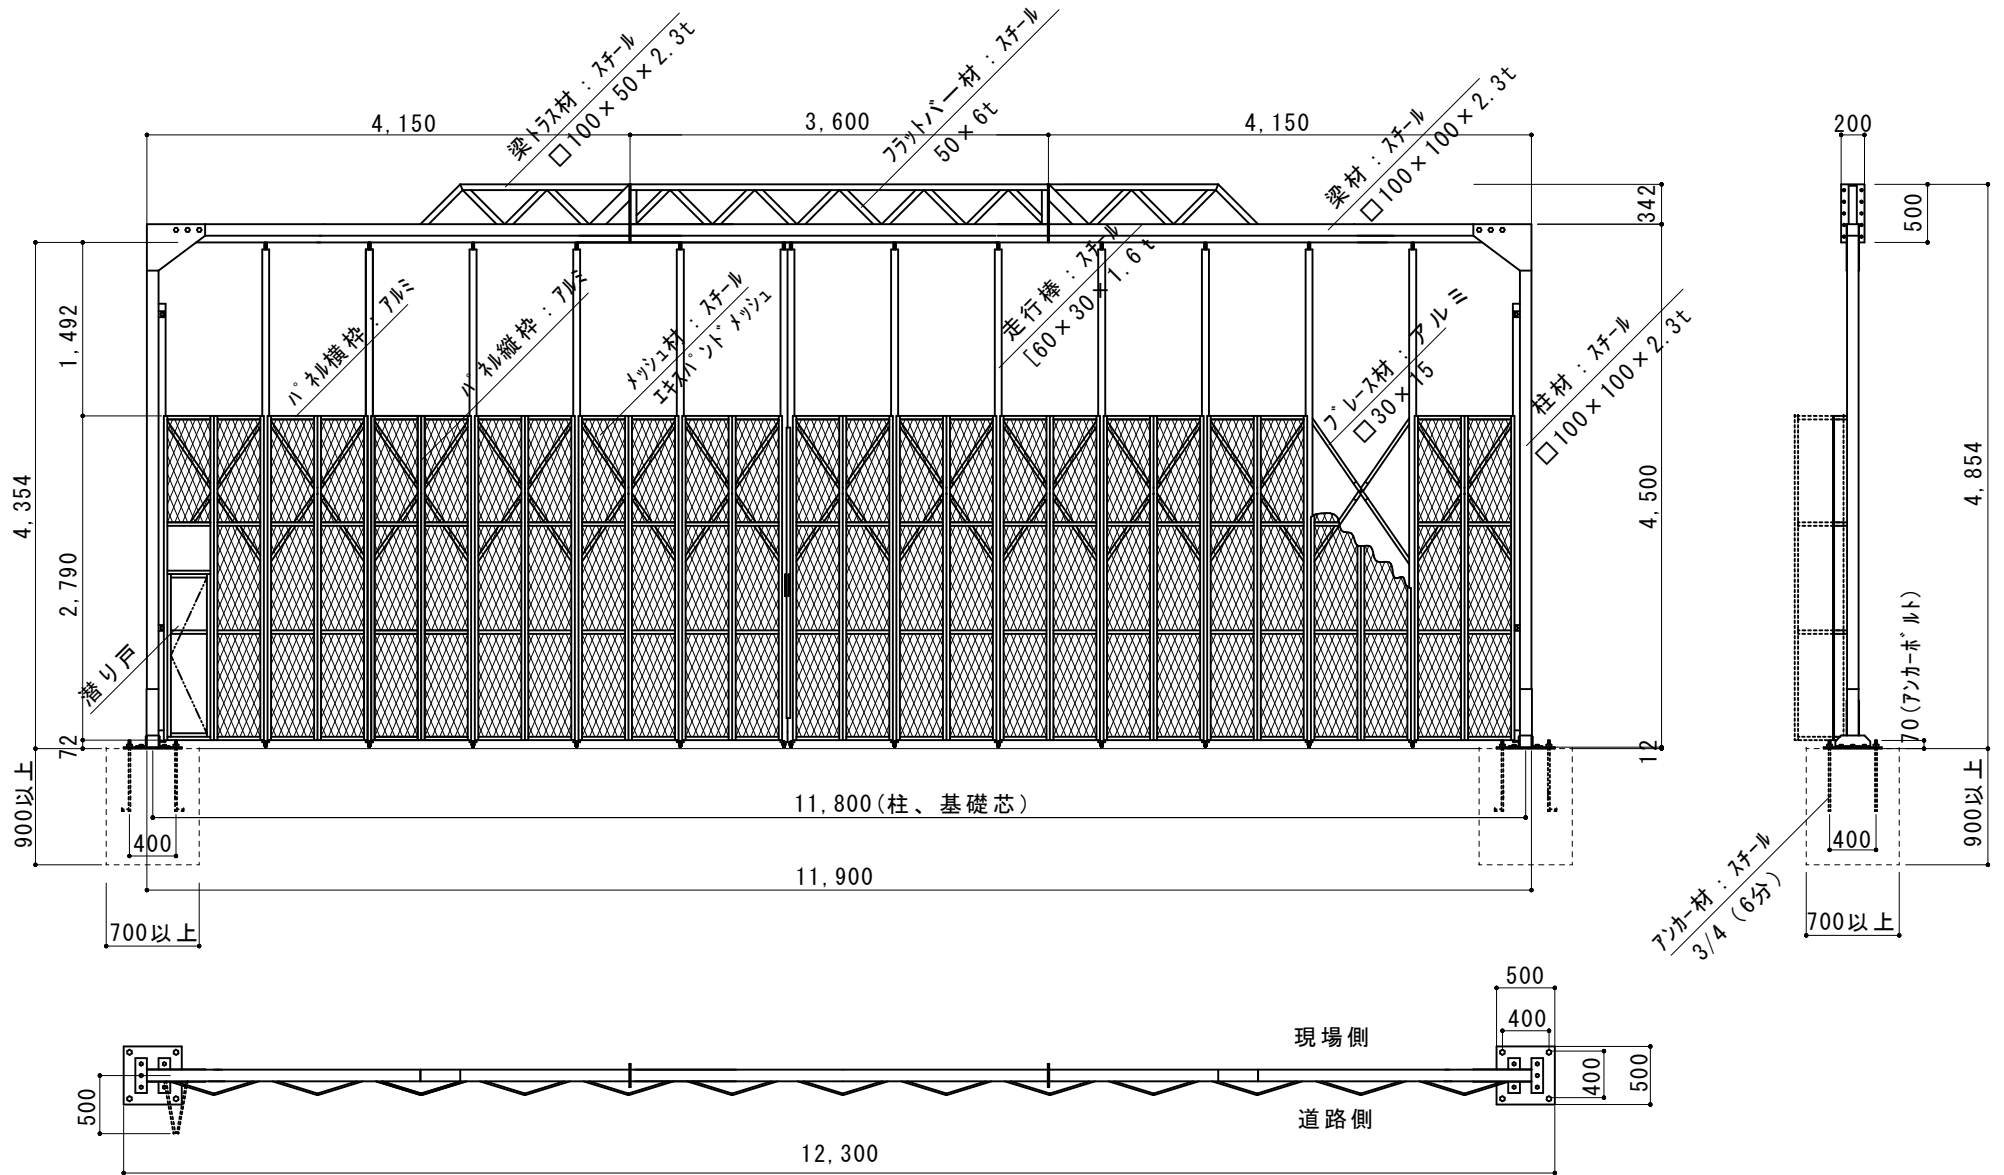 梁トラス材：スチール
□100×50×2.3t
フラットバー材：スチール
50×6t
梁材：スチール
□100×100×2.3t
4,150
3,600
4,150
200
342
500
1,492
パネル横枠：アルミ
パネル縦枠：アルミ
メッシュ材：スチール
エキスパンドメッシュ
走行棒：スチール
[60×30+1.6t
ブレース材：アルミ
□30×15
柱材：スチール
□100×100×2.3t
4,354
2,790
4,500
4,854
潜り戸
72
12
70(アンカーボルト)
900以上
900以上
11,800(柱、基礎芯)
400
400
11,900
700以上
700以上
アンカー材：スチール
3/4（6分）
500
400
現場側
500
400
500
道路側
12,300